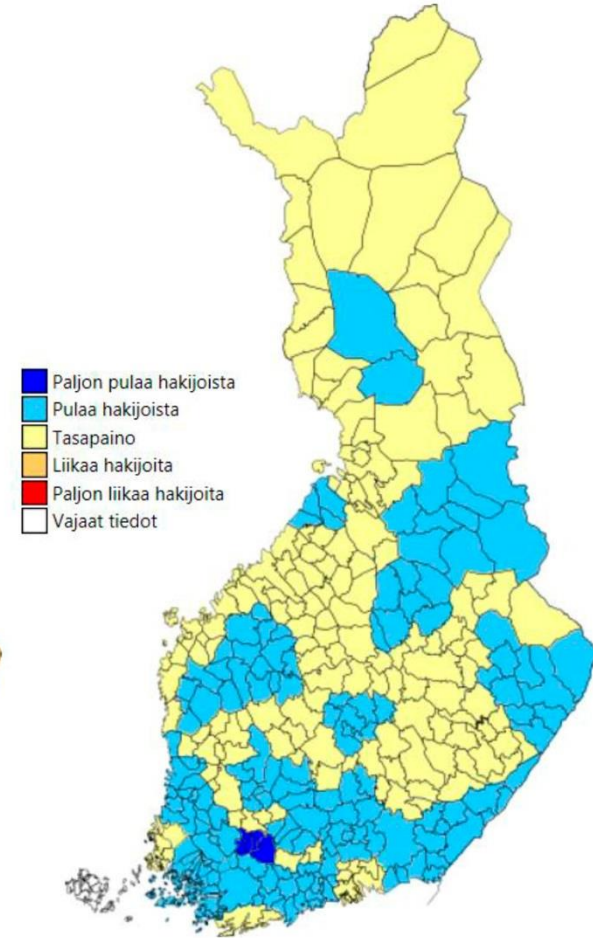 Paljon pulaa hakijoista
Pulaa hakijoista
Tasapaino
Liikaa hakijoita
Paljon liikaa hakijoita
Vajaat tiedot